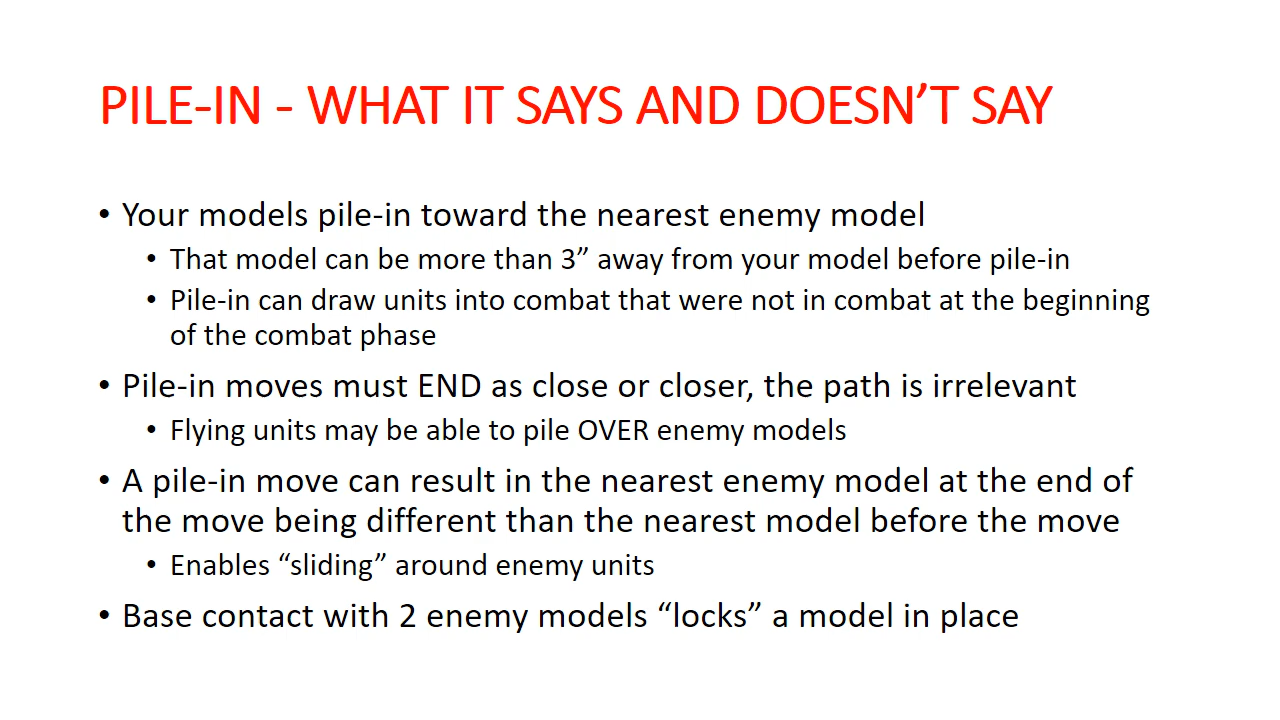 PILE-IN - WHAT IT SAYS AND DOESN’T SAY
• Your models pile-in toward the nearest enemy model
• That model can be more than 3” away from your model before pile-in
• Pile-in can draw units into combat that were not in combat at the beginning
of the combat phase
• Pile-in moves must END as close or closer, the path is irrelevant
• Flying units may be able to pile OVER enemy models
• A pile-in move can result in the nearest enemy model at the end of
the move being different than the nearest model before the move
• Enables “sliding” around enemy units
• Base contact with 2 enemy models “locks” a model in place